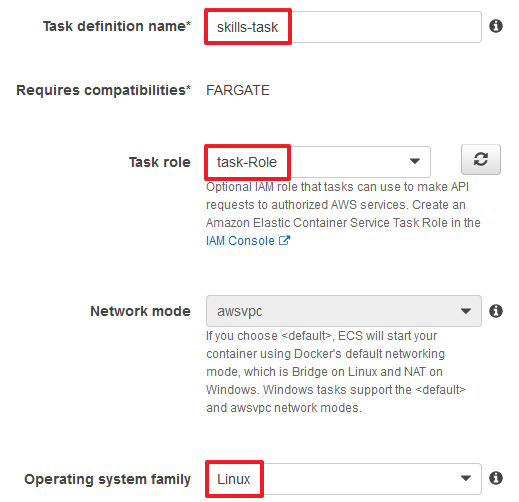 Task definition name* skills-task
Requires compatibilities* FARGATE
Task role task-Role
Optional IAM role that tasks can use to make API
requests to authorized AWS services. Create an
Amazon Elastic Container Service Task Role in the
IAM Console
Network mode awsvpc
If you choose <default>, ECS will start your
container using Docker's default networking
mode, which is Bridge on Linux and NAT on
Windows. Windows tasks support the <default>
and awsvpc network modes.
Operating system family Linux